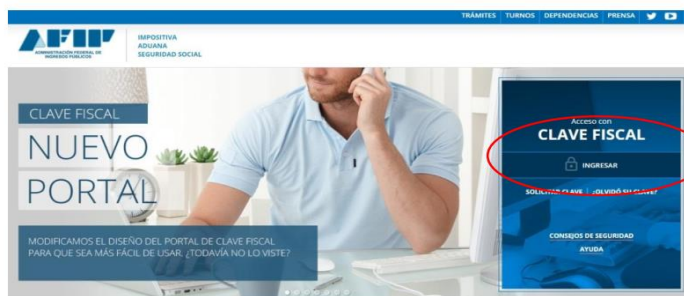 TRÁMITES TURNOS DEPENDENCIAS PRENSA
AFIP
ADMINISTRACIÓN FEDERAL DE
INGRESOS PÚBLICOS
IMPOSITIVA
ADUANA
SEGURIDAD SOCIAL
CLAVE FISCAL
NUEVO
PORTAL
MODIFICAMOS EL DISEÑO DEL PORTAL DE CLAVE FISCAL
PARA QUE SEA MÁS FÁCIL DE USAR. ¿TODAVÍA NO LO VISTE?
Acceso con
CLAVE FISCAL
INGRESAR
SOLICITAR CLAVE | ¿OLVIDÓ SU CLAVE?
CONSEJOS DE SEGURIDAD
AYUDA